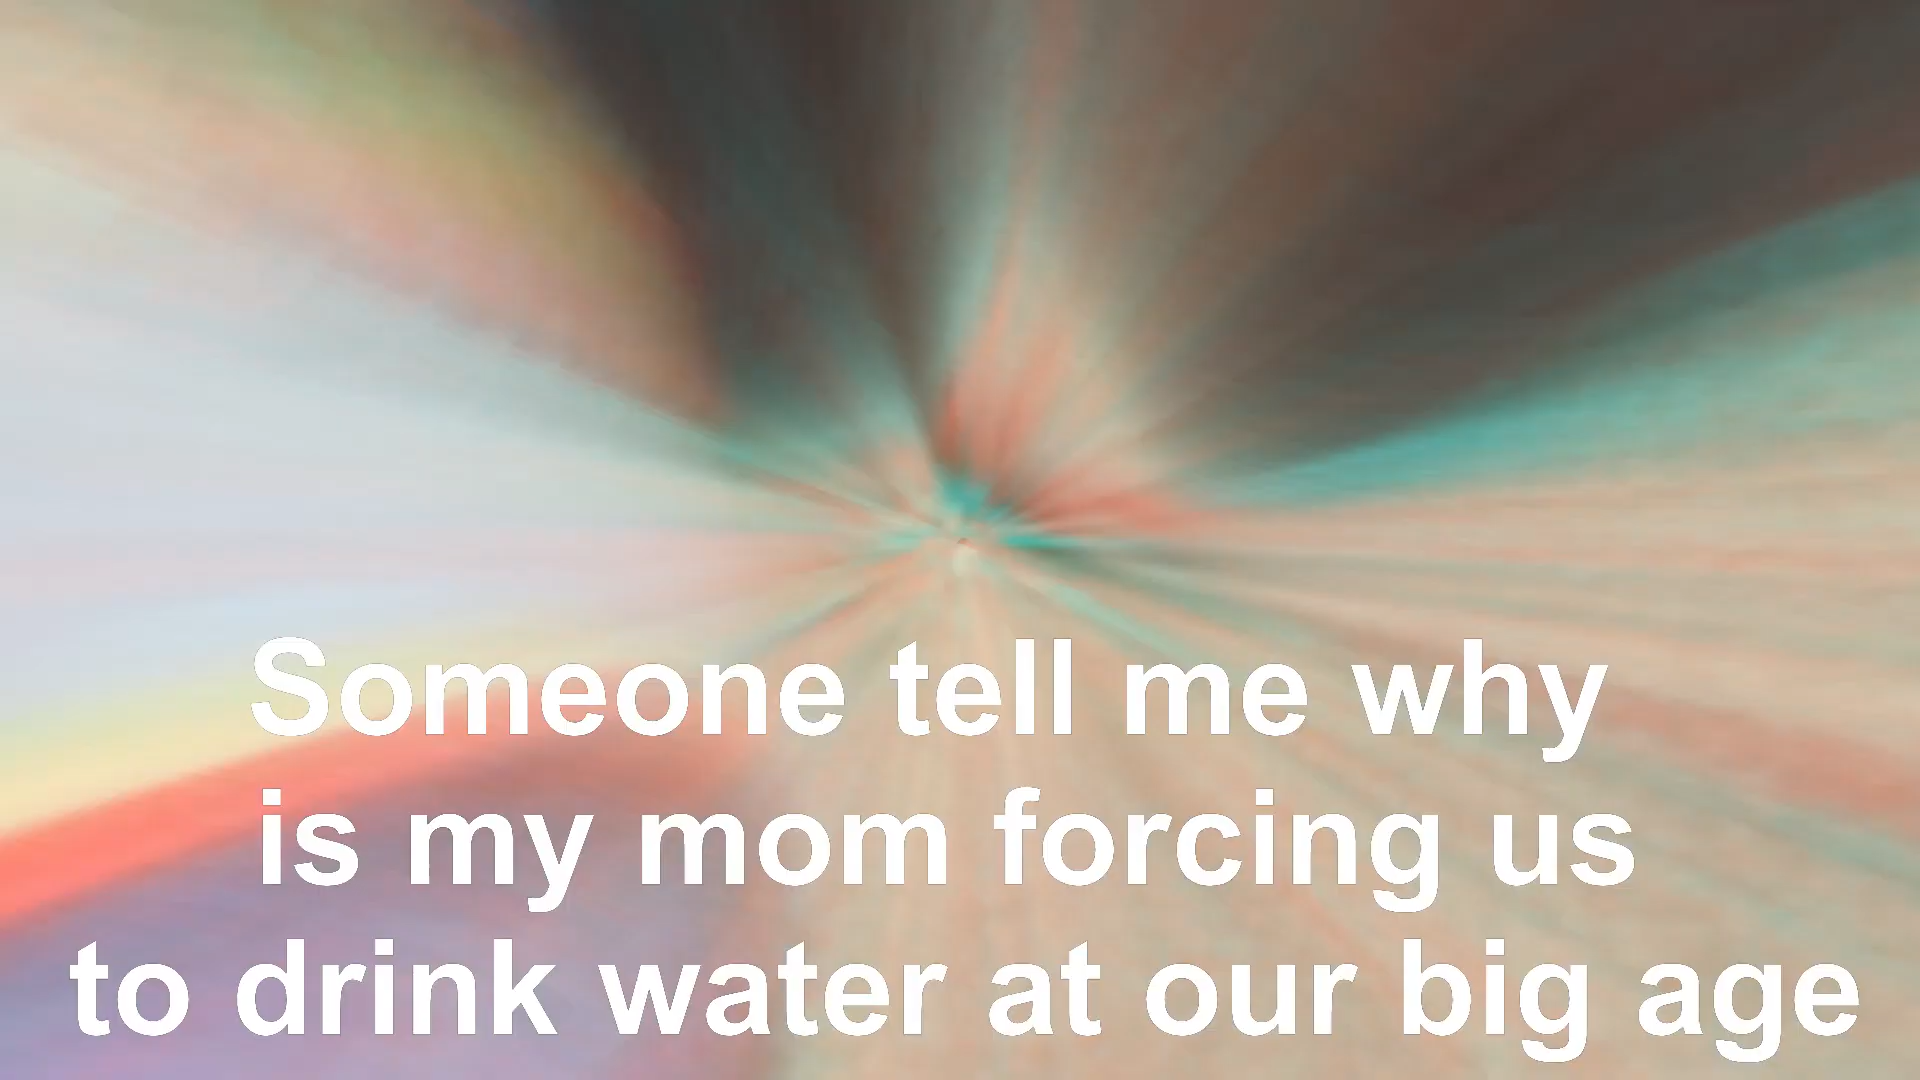 Someone tell me why
is my mom forcing us
to drink water at our big age